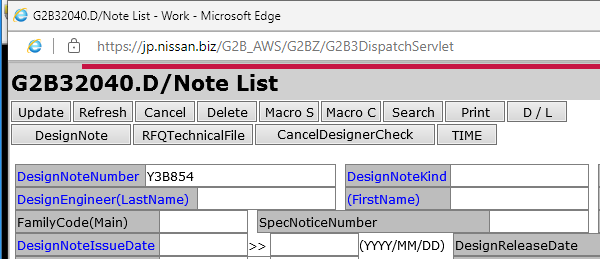 G2B32040.D/Note List - Work - Microsoft Edge
https://jp.nissan.biz/G2B_AWS/G2BZ/G2B3DispatchServlet
G2B32040.D/Note List
Update Refresh Cancel Delete Macro S Macro C Search Print D / L
DesignNote RFQTechnicalFile CancelDesignerCheck TIME
DesignNoteNumber Y3B854 DesignNoteKind
DesignEngineer(LastName) (FirstName)
FamilyCode(Main) SpecNoticeNumber
DesignNoteIssueDate >> (YYYY/MM/DD) DesignReleaseDate